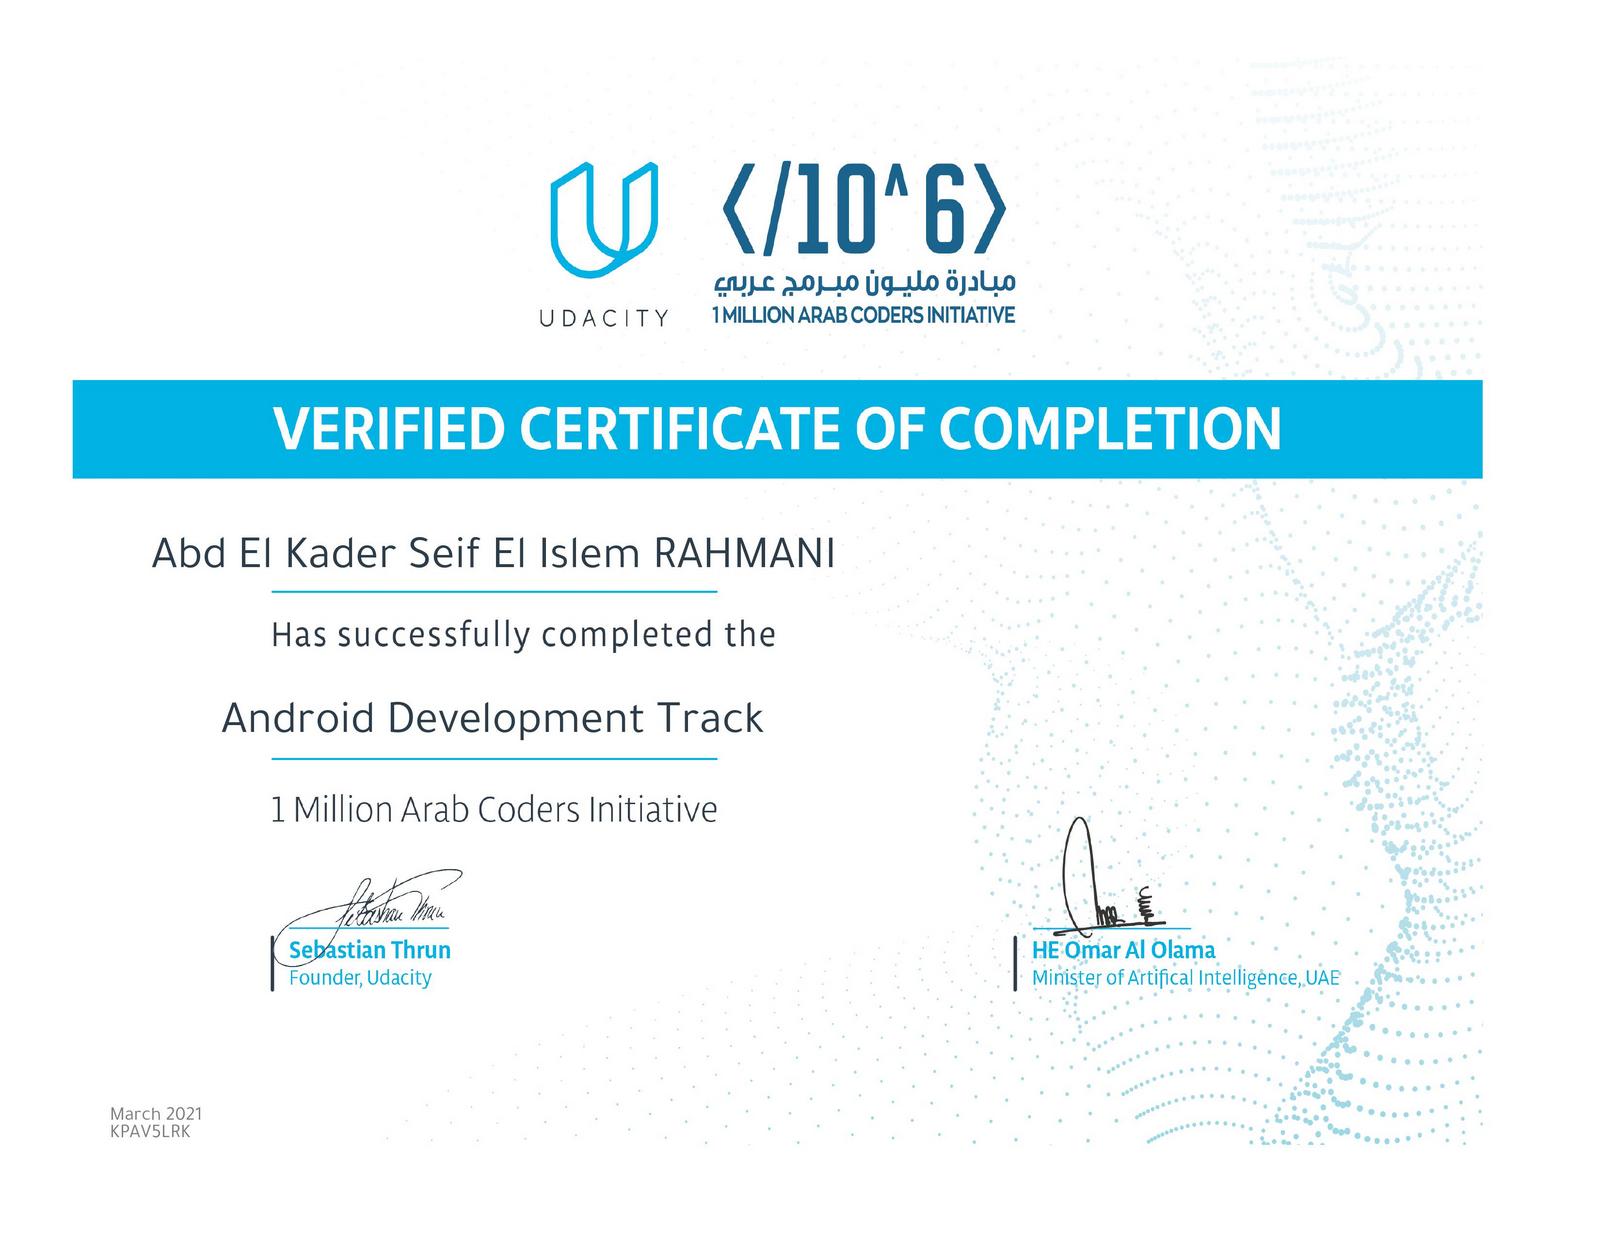 UDACITY
</10^6>
مبادرة مليون مبرمج عربي
1 MILLION ARAB CODERS INITIATIVE
VERIFIED CERTIFICATE OF COMPLETION
Abd El Kader Seif El Islem RAHMANI
Has successfully completed the
Android Development Track
1 Million Arab Coders Initiative
Sebastian Thrun
Sebastian Thrun
Founder, Udacity
HE Omar Al Olama
Minister of Artifical Intelligence, UAE
March 2021
KPAV5LRK